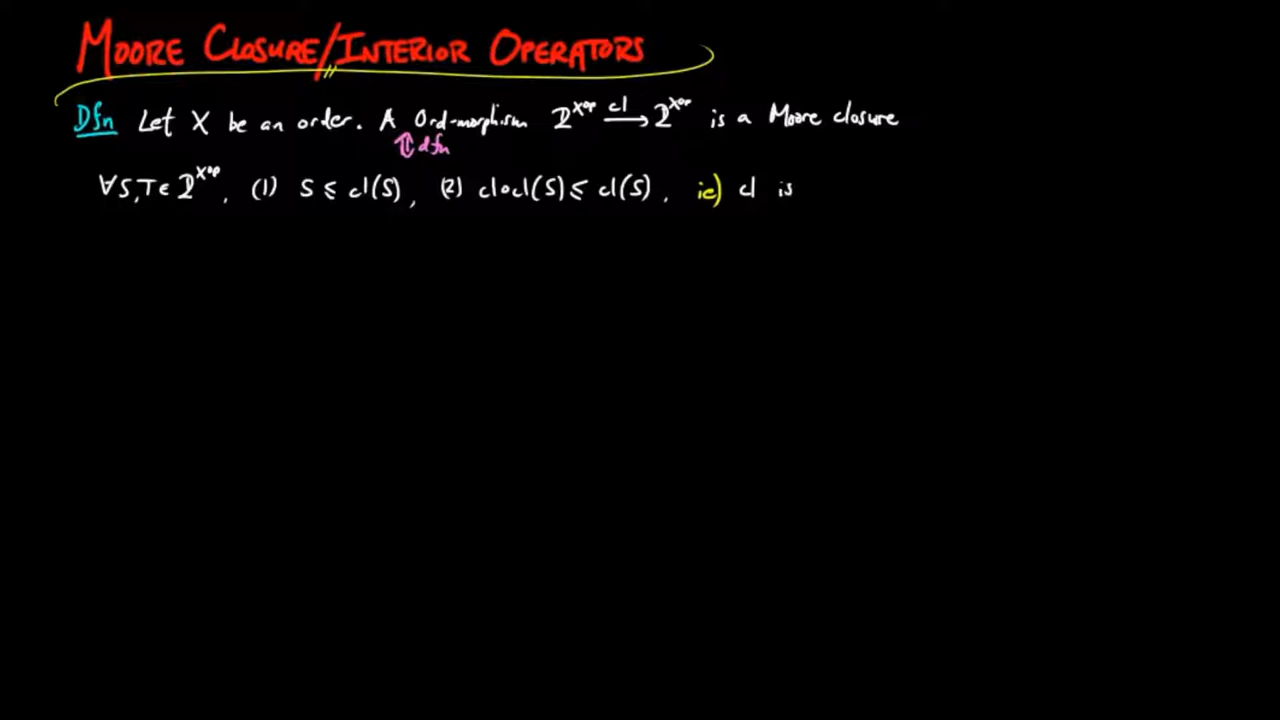 MOORE CLOSURE/INTERIOR OPERATORS
Dfn Let X be an order. A Ord-morphism 2^{X^{op}} \xrightarrow{cl} 2^{X^{op}} is a Moore closure
⇕ dfn
∀S,T ∈ 2^{X^{op}}, (1) S ≤ cl(S), (2) cl∘cl(S) ≤ cl(S), ie) cl is